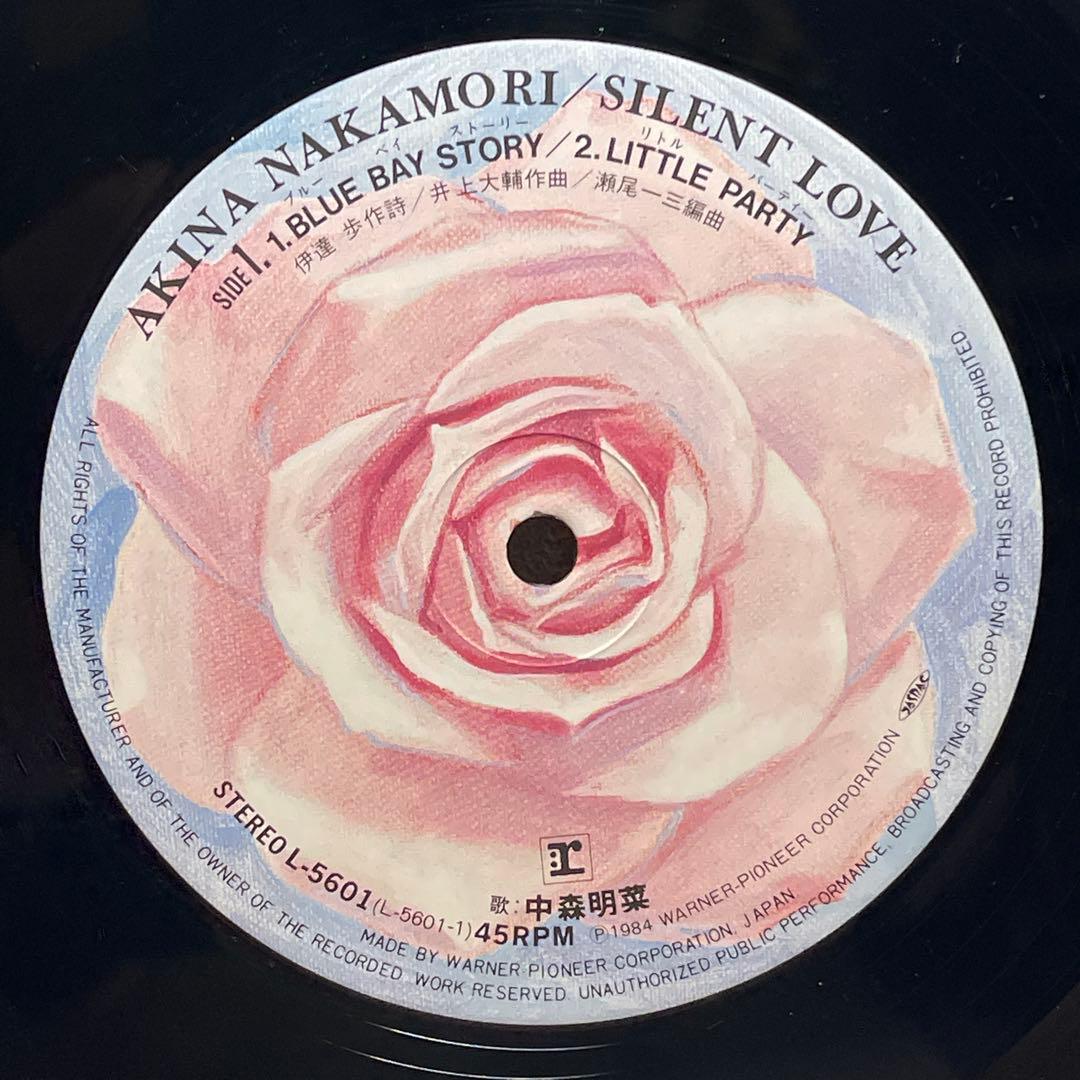 AKINA NAKAMORI/SILENT LOVE
ブルー ベイ ストーリー リトル パーティー
SIDE 1. 1. BLUE BAY STORY/2. LITTLE PARTY
伊達 歩作詩/井上大輔作曲/瀬尾一三編曲
r
歌:中森明菜
STEREO L-5601 (L-5601-1) 45RPM Ⓟ1984 WARNER-PIONEER CORPORATION JASRAC
MADE BY WARNER-PIONEER CORPORATION, JAPAN
ALL RIGHTS OF THE MANUFACTURER AND OF THE OWNER OF THE RECORDED WORK RESERVED. UNAUTHORIZED PUBLIC PERFORMANCE, BROADCASTING AND COPYING OF THIS RECORD PROHIBITED.